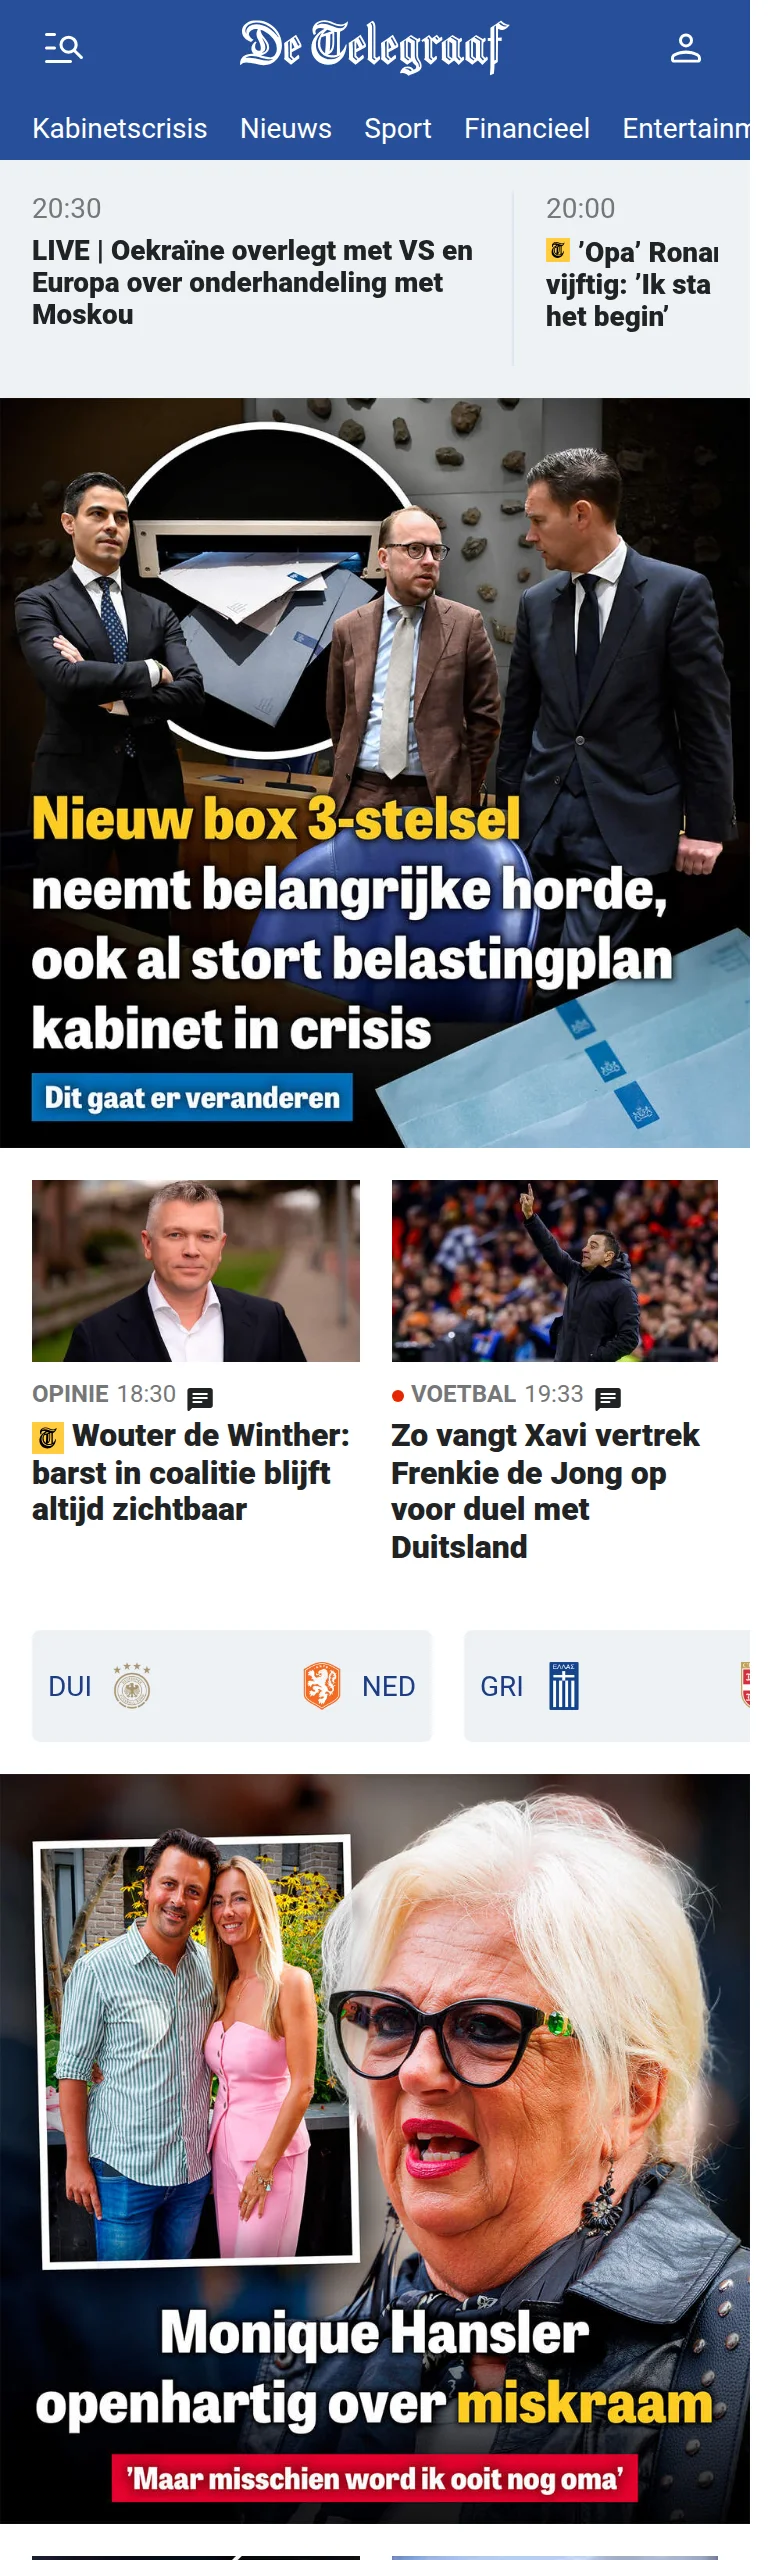 De Telegraaf
Kabinetscrisis Nieuws Sport Financieel
20:30
LIVE | Oekraïne overlegt met VS en
Europa over onderhandeling met
Moskou
20:00
’Opa’
vijftig: ’Ik sta
het begin’
Nieuw box 3-stelsel
neemt belangrijke horde,
ook al stort belastingplan
kabinet in crisis
Dit gaat er veranderen
OPINIE 18:30
Wouter de Winther:
barst in coalitie blijft
altijd zichtbaar
VOETBAL 19:33
Zo vangt Xavi vertrek
Frenkie de Jong op
voor duel met
Duitsland
DUI NED
GRI
ΕΛΛΑΣ
Monique Hansler
openhartig over miskraam
’Maar misschien word ik ooit nog oma’